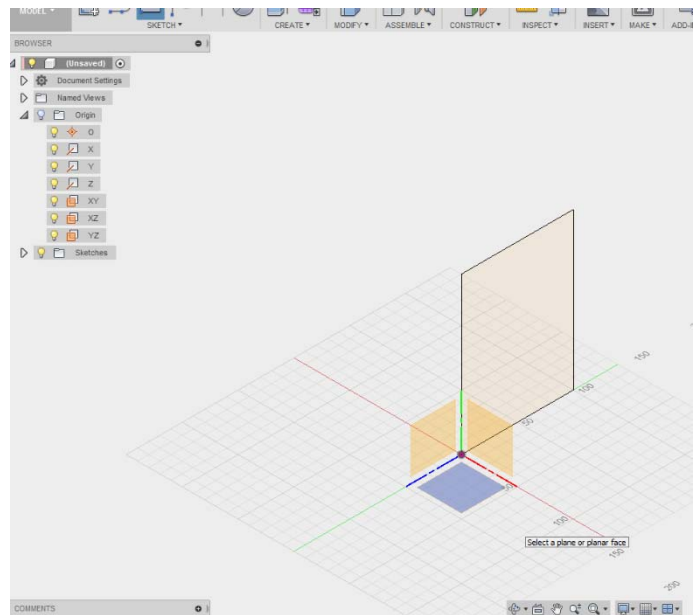 MODEL
SKETCH CREATE MODIFY ASSEMBLE CONSTRUCT INSPECT INSERT MAKE ADD-I
BROWSER
(Unsaved)
Document Settings
Named Views
Origin
O
X
Y
Z
XY
XZ
YZ
Sketches
150
100
50
50
100
150
200
Select a plane or planar face
COMMENTS